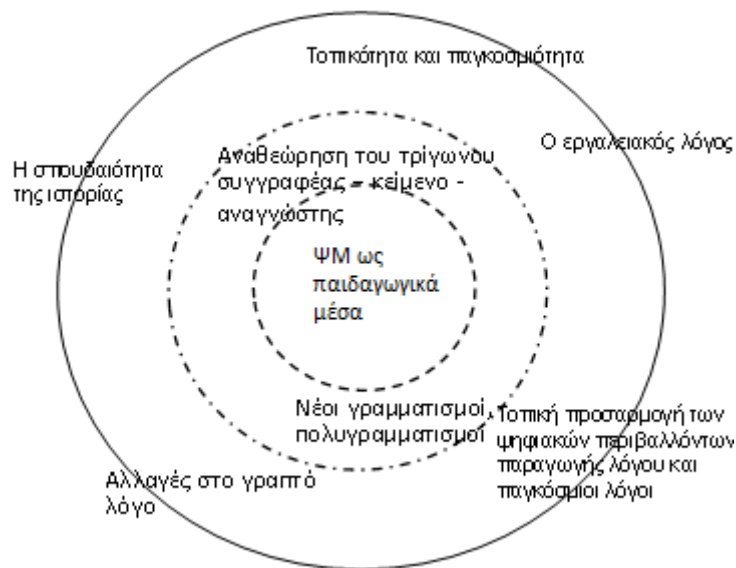 Τοπικότητα και παγκοσμιότητα
Ο εργαλειακός λόγος
Η σπουδαιότητα
της ιστορίας
Αναθεώρηση του τρίγωνου
συγγραφέας – κείμενο -
αναγνώστης
ΨΜ ως
παιδαγωγικά
μέσα
Νέοι γραμματισμοί,
πολυγραμματισμοί
Τοπική προσαρμογή των
ψηφιακών περιβαλλόντων
παραγωγής λόγου και
παγκόσμιοι λόγοι
Αλλαγές στο γραπτό
λόγο